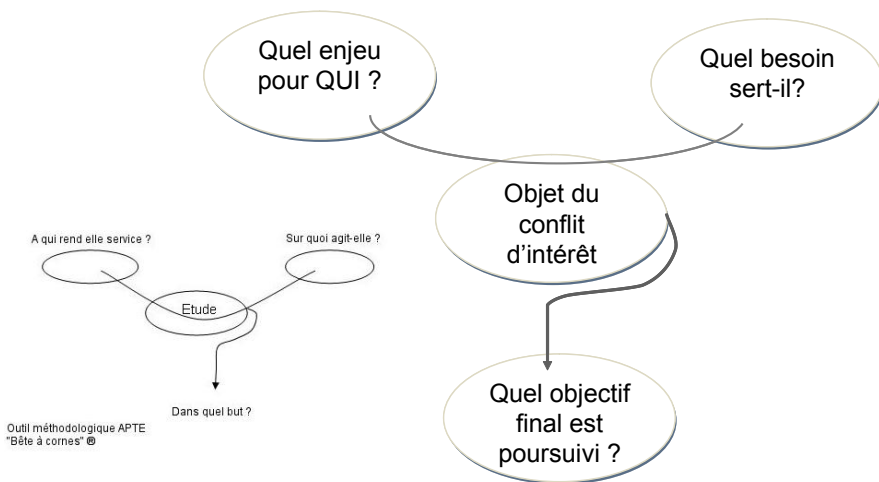 Quel enjeu
pour QUI ?
Quel besoin
sert-il?
Objet du
conflit
d'intérêt
Quel objectif
final est
poursuivi ?
A qui rend elle service ?
Sur quoi agit-elle ?
Etude
Dans quel but ?
Outil méthodologique APTE
"Bête à cornes" ®